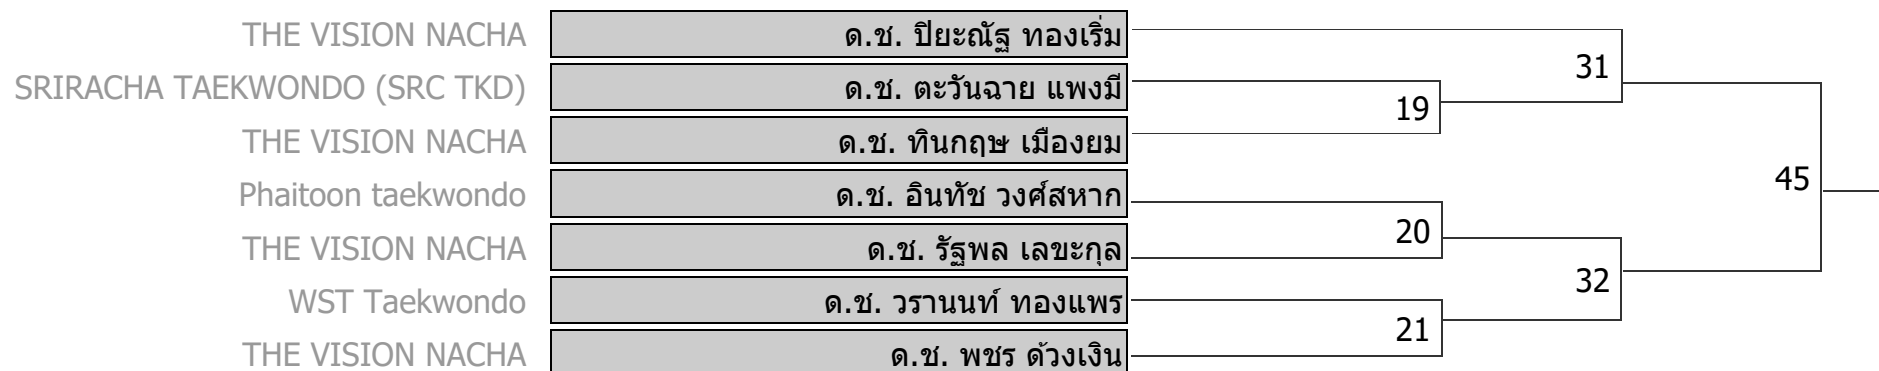 THE VISION NACHA ด.ช. ปิยะณัฐ ทองเริ่ม
31
SRIRACHA TAEKWONDO (SRC TKD) ด.ช. ตะวันฉาย แพงมี
19
THE VISION NACHA ด.ช. ทินกฤษ เมืองยม
45
Phaitoon taekwondo ด.ช. อินทัช วงศ์สหาก
20
THE VISION NACHA ด.ช. รัฐพล เลขะกุล
32
WST Taekwondo ด.ช. วรานนท์ ทองแพร
21
THE VISION NACHA ด.ช. พชร ด้วงเงิน